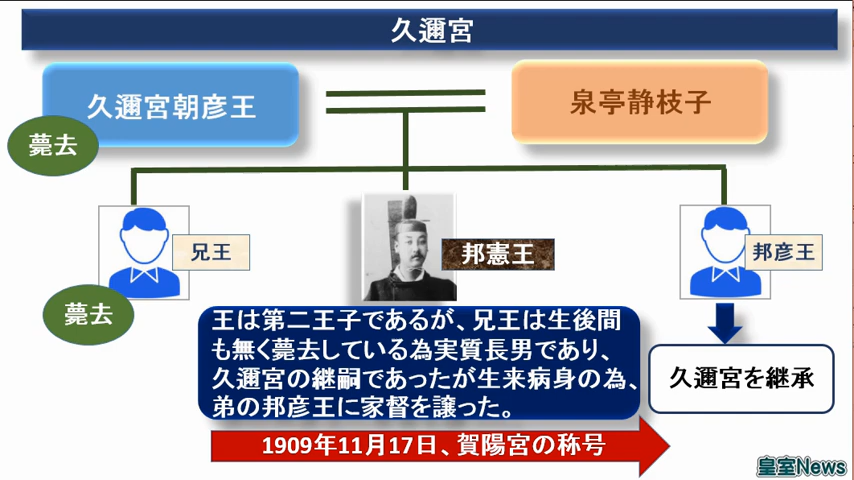 久邇宮
久邇宮朝彦王
泉亭静枝子
薨去
兄王
邦憲王
邦彦王
薨去
王は第二王子であるが、兄王は生後間
も無く薨去している為実質長男であり、
久邇宮の継嗣であったが生来病身の為、
弟の邦彦王に家督を譲った。
久邇宮を継承
1909年11月17日、賀陽宮の称号
皇室News